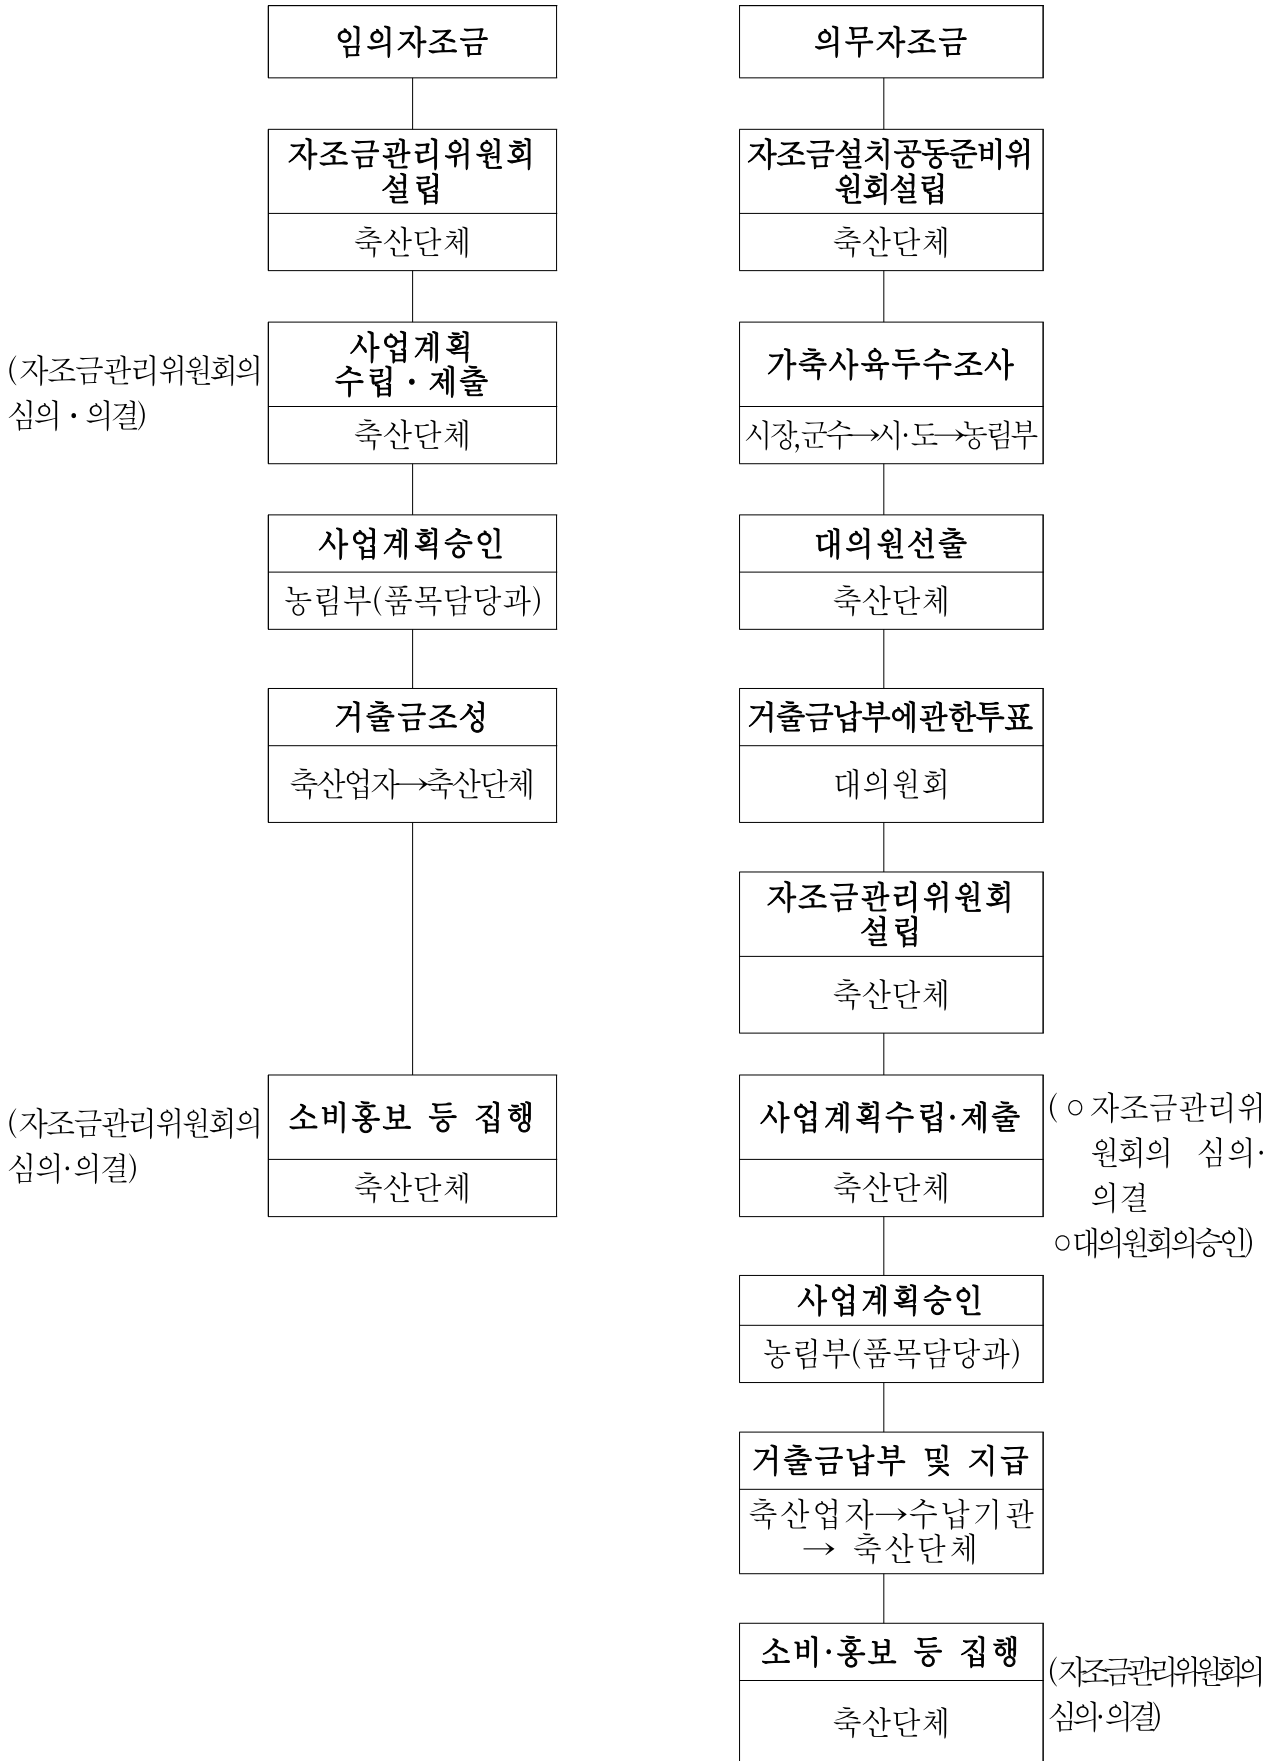 임의자조금
자조금관리위원회
설립
축산단체
(자조금관리위원회의
심의・의결)
사업계획
수립・제출
축산단체
사업계획승인
농림부(품목담당과)
거출금조성
축산업자→축산단체
(자조금관리위원회의
심의·의결)
소비홍보 등 집행
축산단체
의무자조금
자조금설치공동준비위
원회설립
축산단체
가축사육두수조사
시장,군수→시·도→농림부
대의원선출
축산단체
거출금납부에관한투표
대의원회
자조금관리위원회
설립
축산단체
사업계획수립·제출
축산단체
(○자조금관리위
원회의 심의·
의결
○대의원회의승인)
사업계획승인
농림부(품목담당과)
거출금납부 및 지급
축산업자→수납기관
→ 축산단체
소비·홍보 등 집행
축산단체
(자조금관리위원회의
심의·의결)